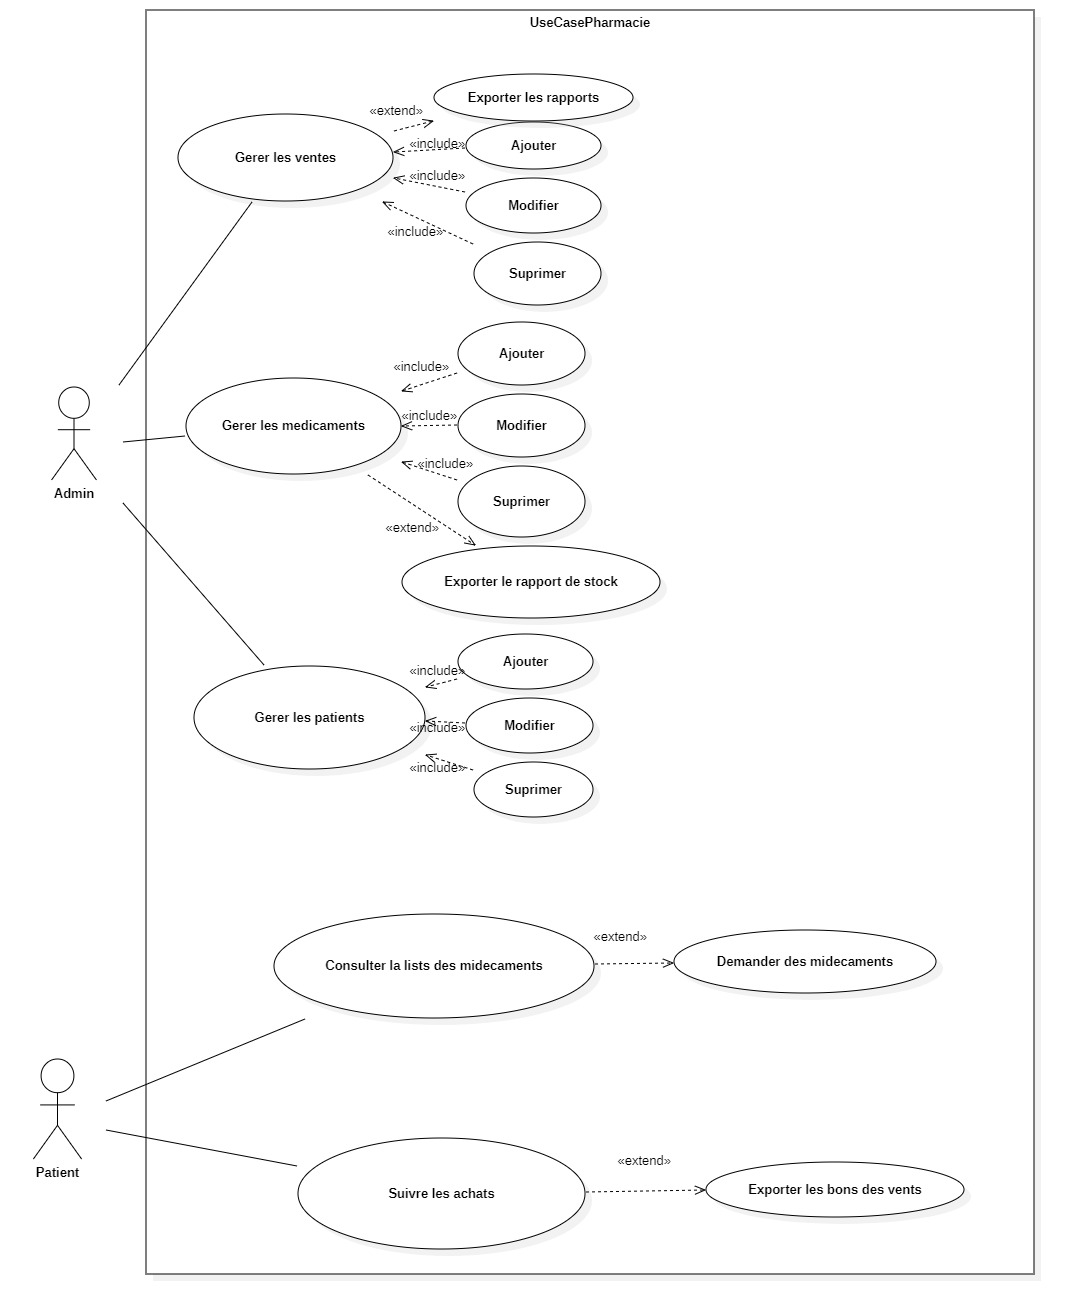 UseCasePharmacie
Exporter les rapports
«extend»
Gerer les ventes
«include»
Ajouter
«include»
Modifier
«include»
Suprimer
Ajouter
«include»
Gerer les medicaments
«include»
Modifier
«include»
Suprimer
Admin
«extend»
Exporter le rapport de stock
Ajouter
«include»
Gerer les patients
«include»
Modifier
«include»
Suprimer
«extend»
Consulter la lists des midecaments
Demander des midecaments
Patient
«extend»
Suivre les achats
Exporter les bons des vents